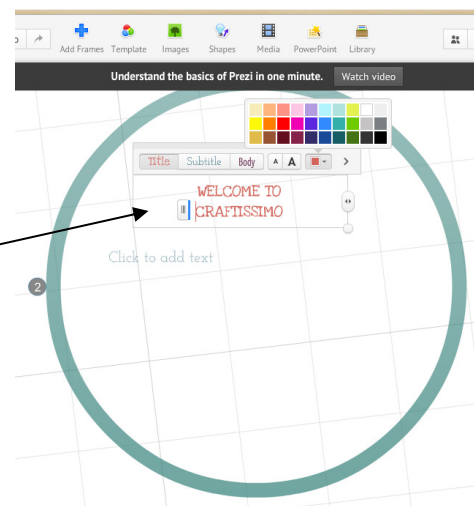 Add Frames Template Images Shapes Media PowerPoint Library
Understand the basics of Prezi in one minute. Watch video
Title Subtitle Body A A
WELCOME TO
CRAFTISSIMO
Click to add text
2